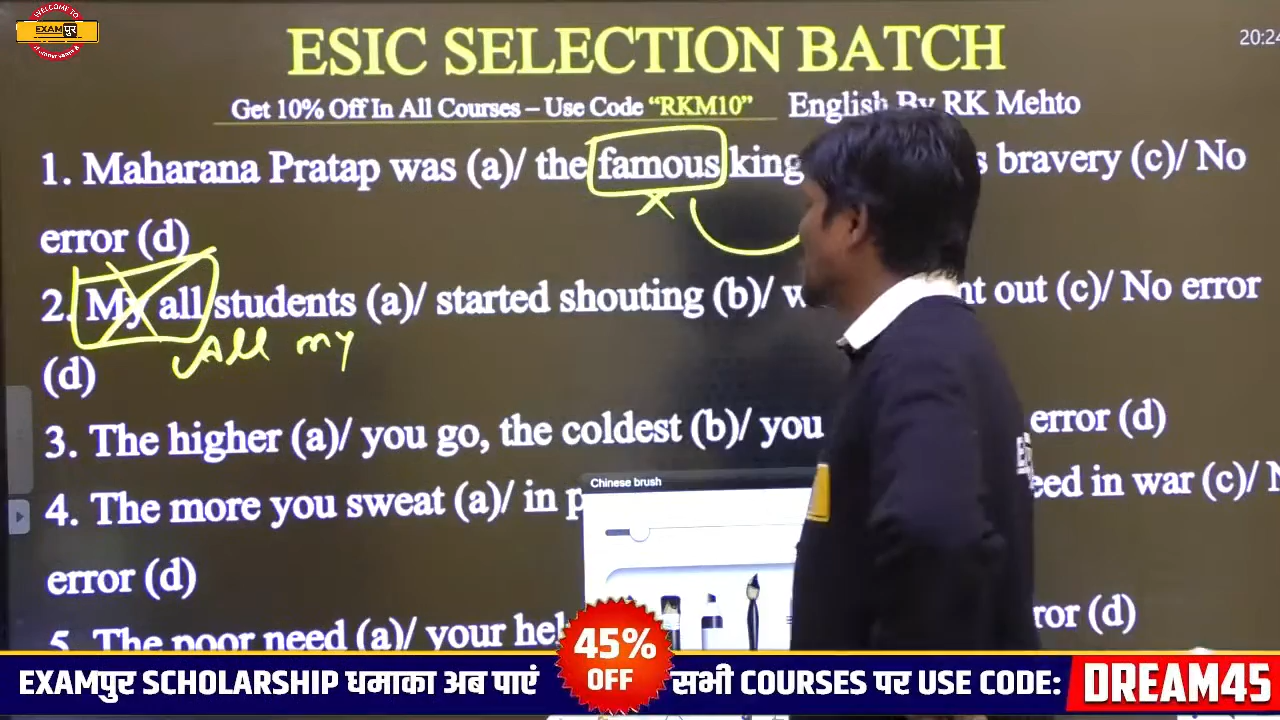 WELCOME TO
EXAMपुर
20:24
ESIC SELECTION BATCH
Get 10% Off In All Courses – Use Code “RKM10” English By RK Mehto
1. Maharana Pratap was (a)/ the famous king bravery (c)/ No
error (d)
2. My all students (a)/ started shouting (b)/ out (c)/ No error
All my
(d)
3. The higher (a)/ you go, the coldest (b)/ you error (d)
4. The more you sweat (a)/ in in war (c)/
error (d)
Chinese brush
5. The poor need (a)/ your (d)
45%
OFF
EXAMपुर SCHOLARSHIP धमाका अब पाएं सभी COURSES पर USE CODE: DREAM45